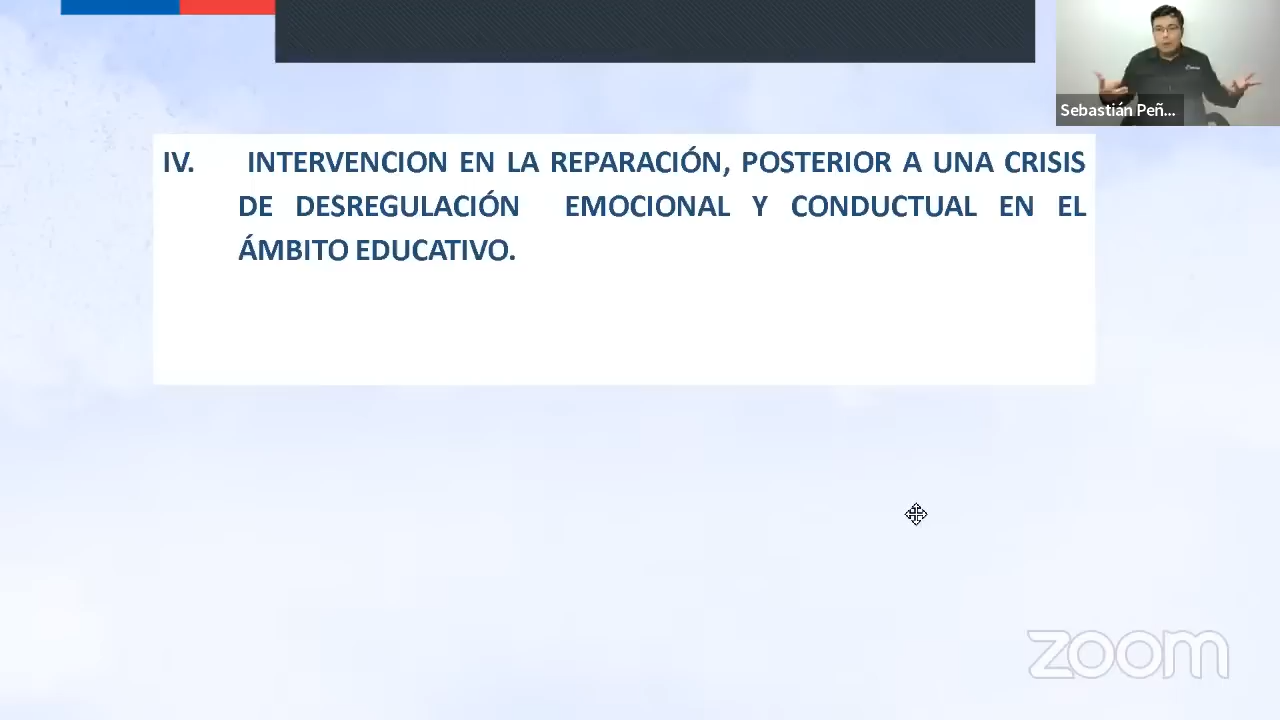 Sebastián Peñ...
IV. INTERVENCION EN LA REPARACIÓN, POSTERIOR A UNA CRISIS
DE DESREGULACIÓN EMOCIONAL Y CONDUCTUAL EN EL
ÁMBITO EDUCATIVO.
zoom